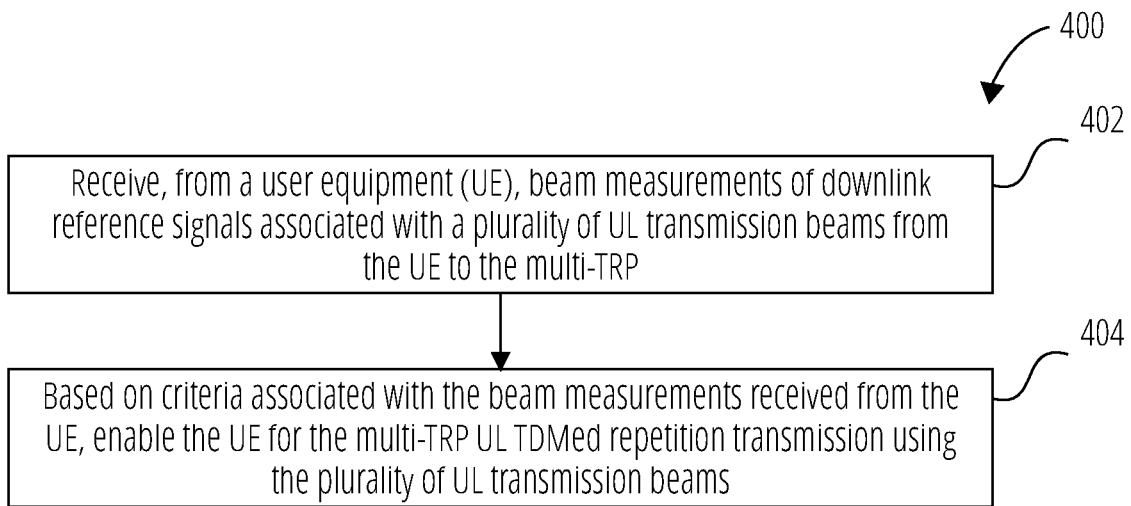 400
402
Receive, from a user equipment (UE), beam measurements of downlink
reference signals associated with a plurality of UL transmission beams from
the UE to the multi-TRP
404
Based on criteria associated with the beam measurements received from the
UE, enable the UE for the multi-TRP UL TDMed repetition transmission using
the plurality of UL transmission beams